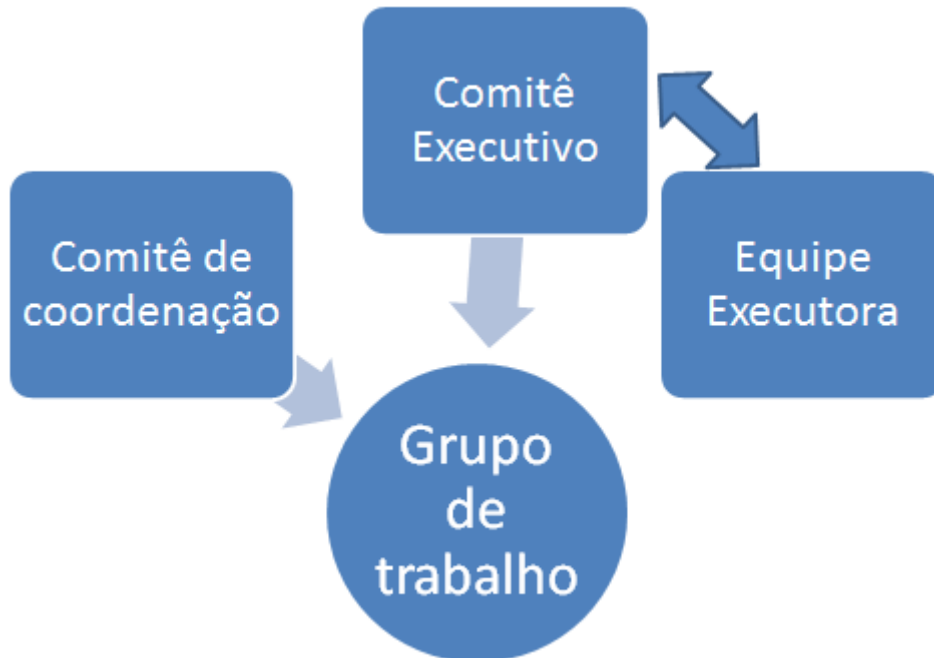 Comitê
Executivo
Comitê de
coordenação
Equipe
Executora
Grupo
de
trabalho